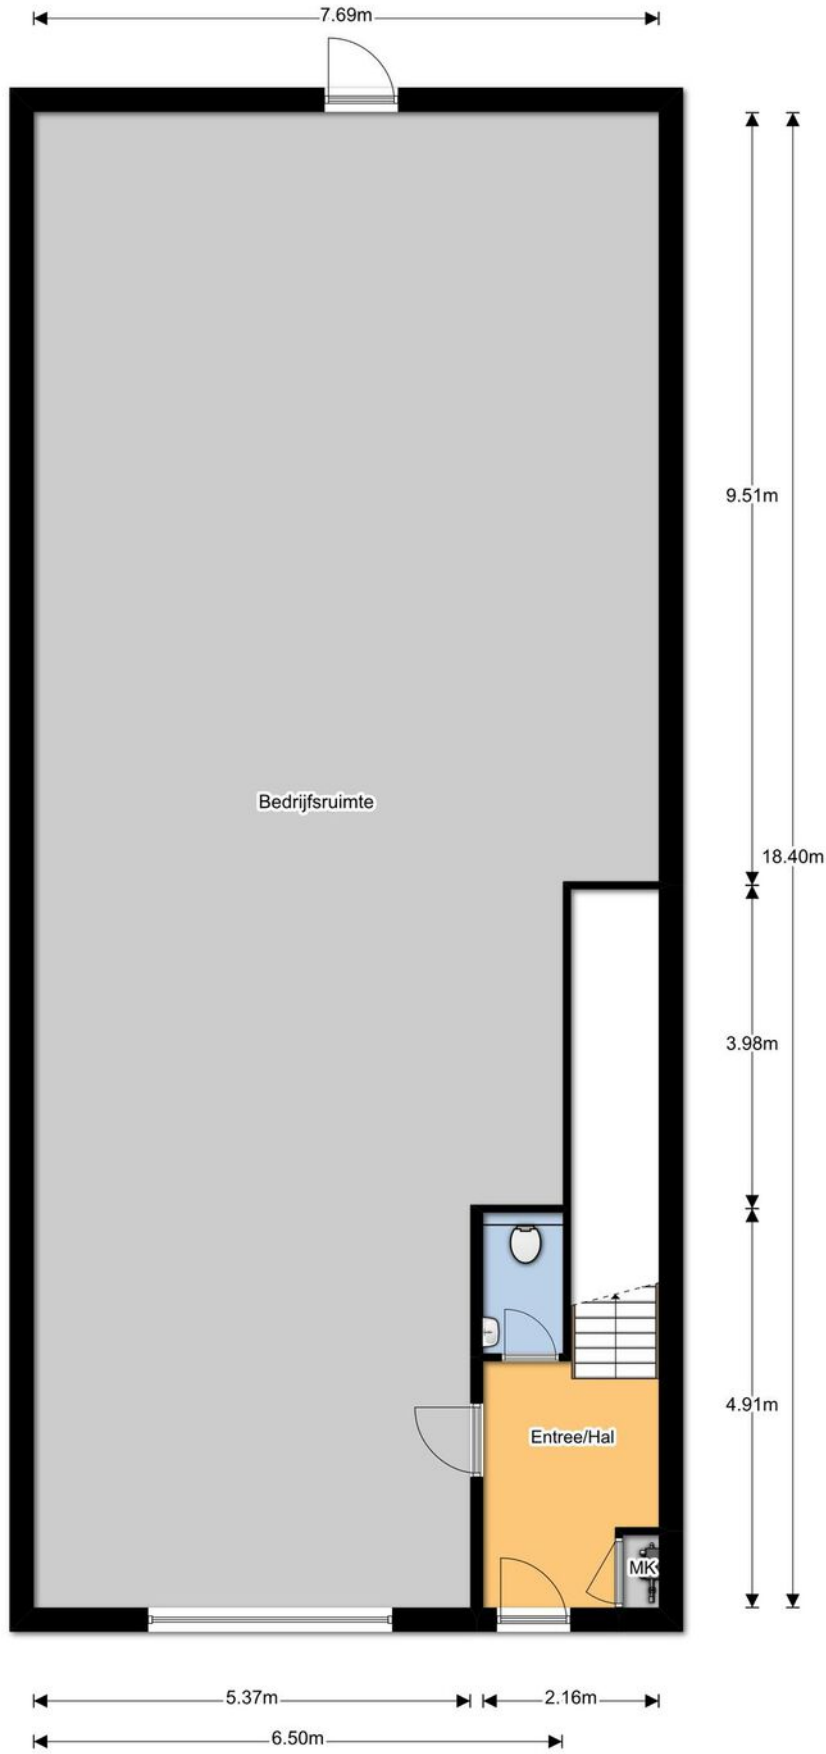 7.69m
9.51m
Bedrijfsruimte
18.40m
3.98m
4.91m
Entree/Hal
MK
5.37m
2.16m
6.50m